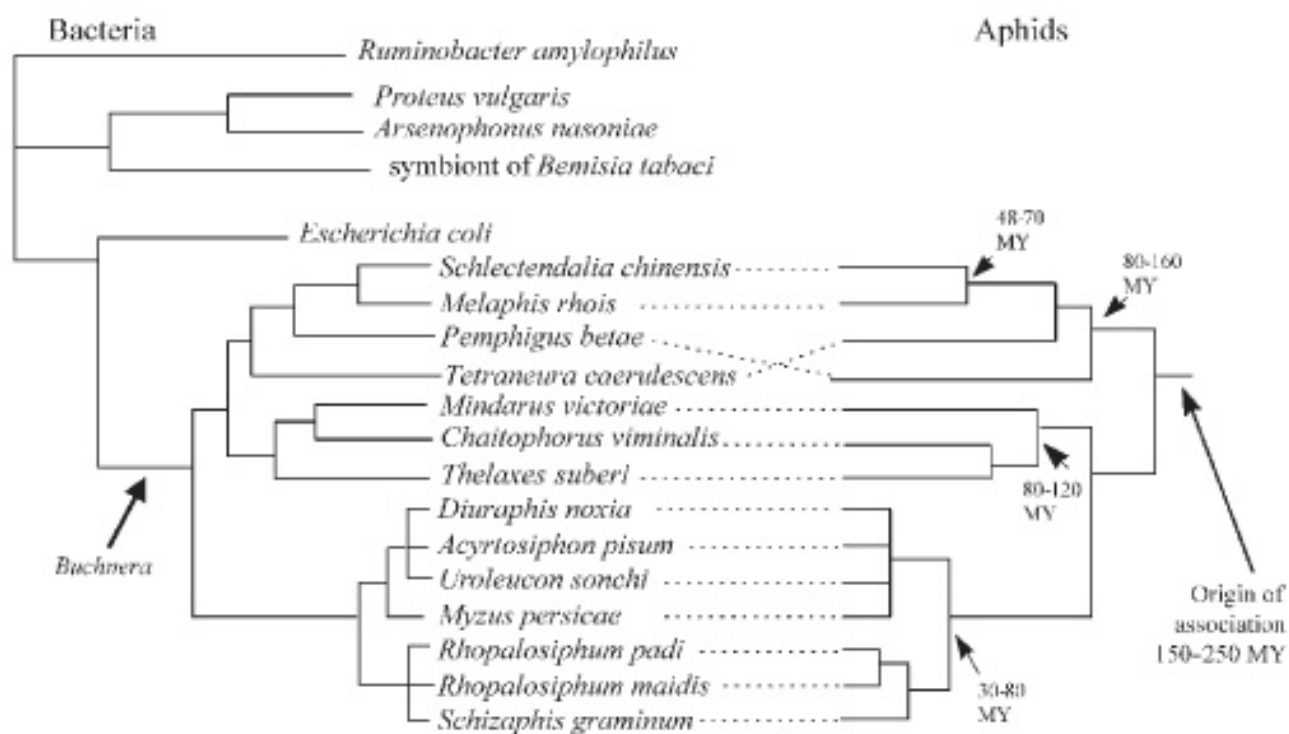 Bacteria
Aphids
Ruminobacter amylophilus
Proteus vulgaris
Arsenophonus nasoniae
symbiont of Bemisia tabaci
Escherichia coli
48-70
MY
Schlectendalia chinensis
80-160
MY
Melaphis rhois
Pemphigus betae
Tetraneura caerulescens
Mindarus victoriae
Chaitophorus viminalis
Thelaxes suberi
80-120
MY
Diuraphis noxia
Acyrtosiphon pisum
Buchnera
Uroleucon sonchi
Myzus persicae
Origin of
association
150-250 MY
Rhopalosiphum padi
Rhopalosiphum maidis
30-80
MY
Schizaphis graminum